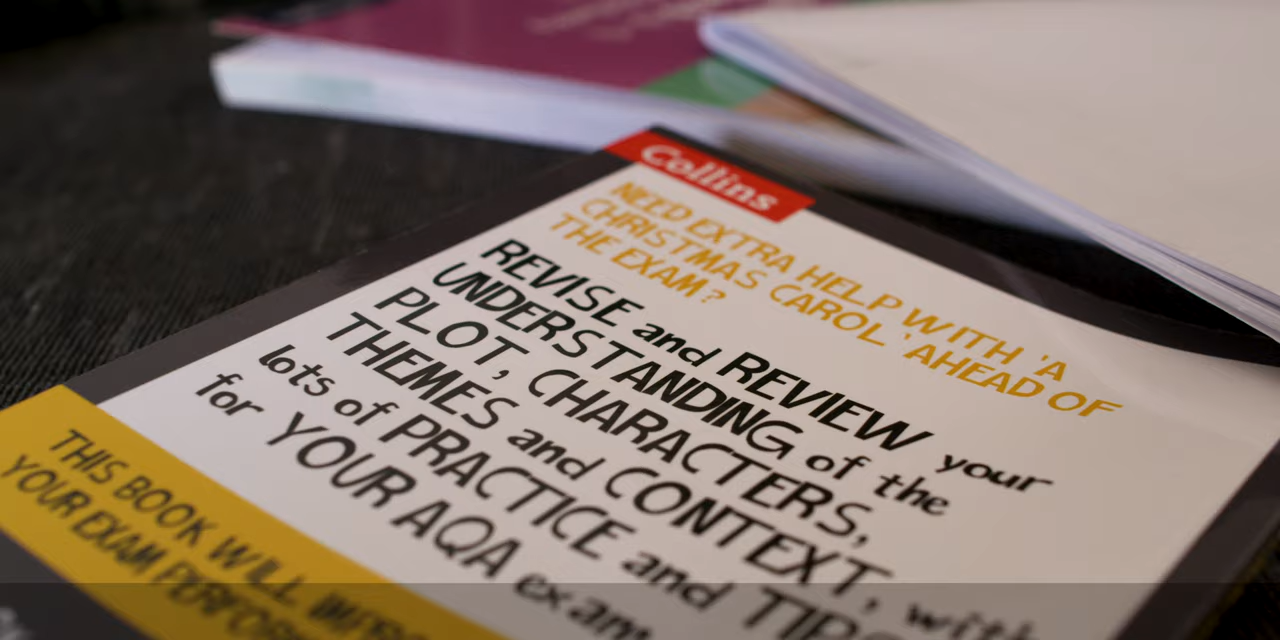 Collins
NEED EXTRA HELP WITH 'A
CHRISTMAS CAROL' AHEAD OF
THE EXAM?
REVISE and REVIEW your
UNDERSTANDING of the
PLOT, CHARACTERS,
THEMES and CONTEXT, with
lots of PRACTICE and TIPS
for YOUR AQA exam
THIS BOOK WILL
YOUR EXAM